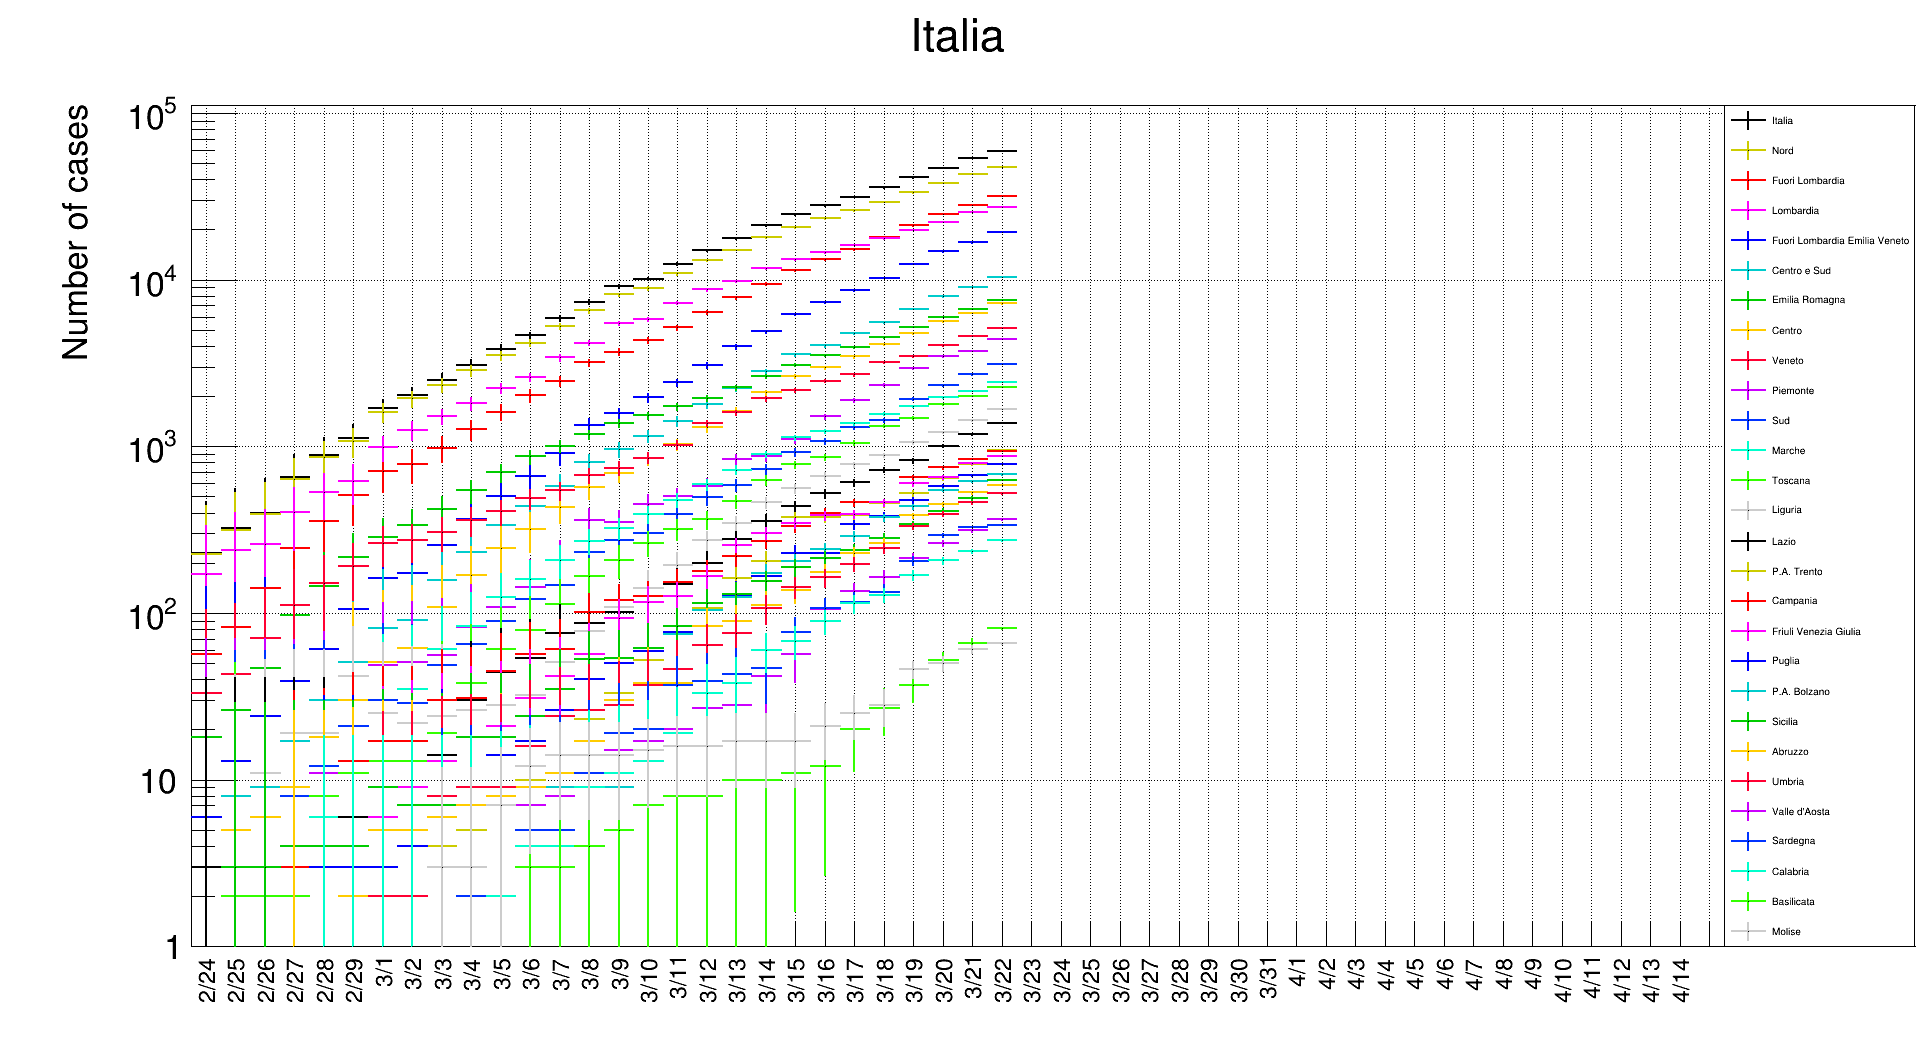 Italia
Number of cases
10^5
10^4
10^3
10^2
10
1
2/24
2/25
2/26
2/27
2/28
2/29
3/1
3/2
3/3
3/4
3/5
3/6
3/7
3/8
3/9
3/10
3/11
3/12
3/13
3/14
3/15
3/16
3/17
3/18
3/19
3/20
3/21
3/22
3/23
3/24
3/25
3/26
3/27
3/28
3/29
3/30
3/31
4/1
4/2
4/3
4/4
4/5
4/6
4/7
4/8
4/9
4/10
4/11
4/12
4/13
4/14
Italia
Nord
Fuori Lombardia
Lombardia
Fuori Lombardia Emilia Veneto
Centro e Sud
Emilia Romagna
Centro
Veneto
Piemonte
Sud
Marche
Toscana
Liguria
Lazio
P.A. Trento
Campania
Friuli Venezia Giulia
Puglia
P.A. Bolzano
Sicilia
Abruzzo
Umbria
Valle d'Aosta
Sardegna
Calabria
Basilicata
Molise